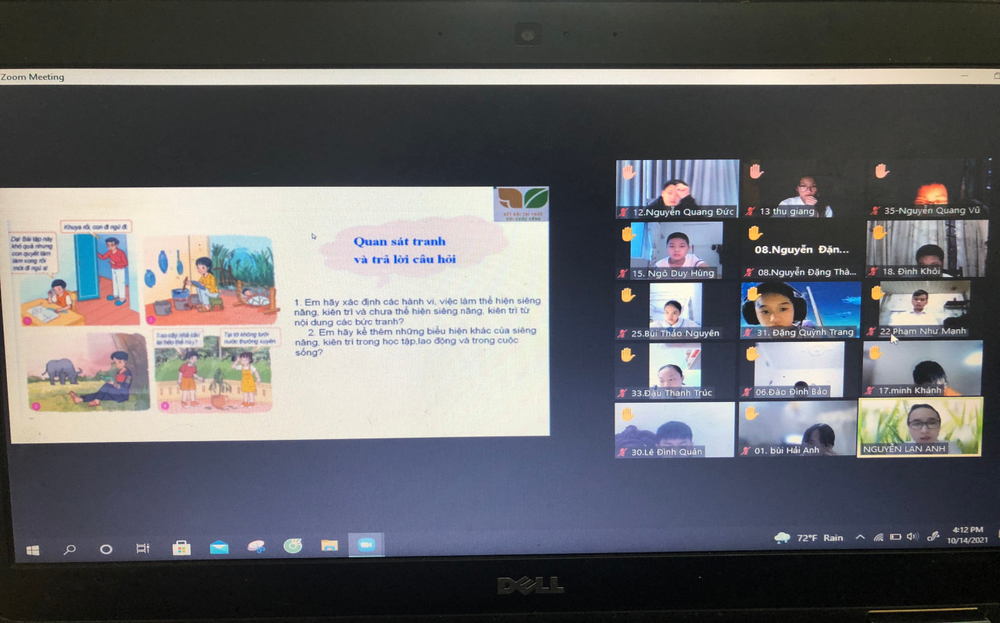 Zoom Meeting
KẾT NỐI TRI THỨC
VỚI CUỘC SỐNG
Khuya rồi, con đi ngủ đi.
Dạ! Bài tập này
khó quá nhưng
con quyết làm
làm xong rồi
mới đi ngủ ạ!
Sao cây nhà cậu
lại héo thế này?
Tại tớ không tưới
nước thường xuyên
Quan sát tranh
và trả lời câu hỏi
1. Em hãy xác định các hành vi, việc làm thể hiện siêng
năng, kiên trì và chưa thể hiện siêng năng, kiên trì từ
nội dung các bức tranh?
2. Em hãy kể thêm những biểu hiện khác của siêng
năng, kiên trì trong học tập,lao động và trong cuộc
sống?
12.Nguyễn Quang Đức
13 thu giang
35-Nguyễn Quang Vũ
15. Ngô Duy Hùng
08.Nguyễn Đặn...
08.Nguyễn Đặng Thà...
18. Đình Khôi
25.Bùi Thảo Nguyên
31. Đặng Quỳnh Trang
22 Phạm Như Mạnh
33.Đậu Thanh Trúc
06.Đào Đình Bảo
17.minh Khánh
30.Lê Đình Quân
01. bùi Hải Anh
NGUYỄN LAN ANH
72°F Rain
4:12 PM
10/14/2021
DELL